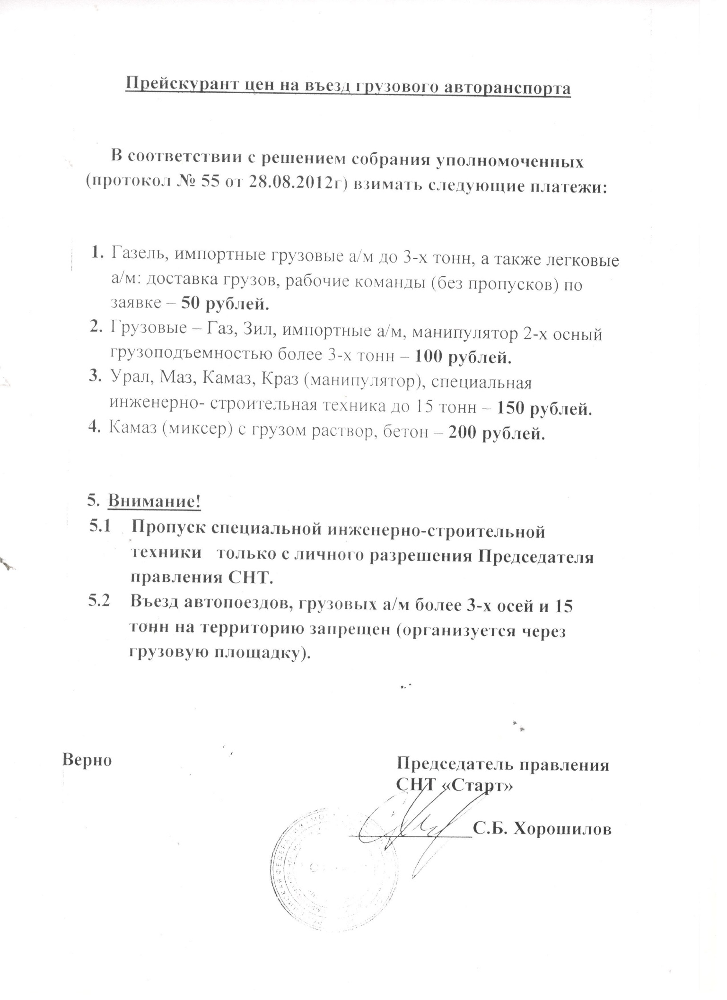 Прейскурант цен на въезд грузового авторанспорта
В соответствии с решением собрания уполномоченных
(протокол № 55 от 28.08.2012г) взимать следующие платежи:
1. Газель, импортные грузовые а/м до 3-х тонн, а также легковые
а/м: доставка грузов, рабочие команды (без пропусков) по
заявке – 50 рублей.
2. Грузовые – Газ, Зил, импортные а/м, манипулятор 2-х осный
грузоподъемностью более 3-х тонн – 100 рублей.
3. Урал, Маз, Камаз, Краз (манипулятор), специальная
инженерно- строительная техника до 15 тонн – 150 рублей.
4. Камаз (миксер) с грузом раствор, бетон – 200 рублей.
5. Внимание!
5.1 Пропуск специальной инженерно-строительной
техники только с личного разрешения Председателя
правления СНТ.
5.2 Въезд автопоездов, грузовых а/м более 3-х осей и 15
тонн на территорию запрещен (организуется через
грузовую площадку).
Верно
Председатель правления
СНТ «Старт»
С.Б. Хорошилов